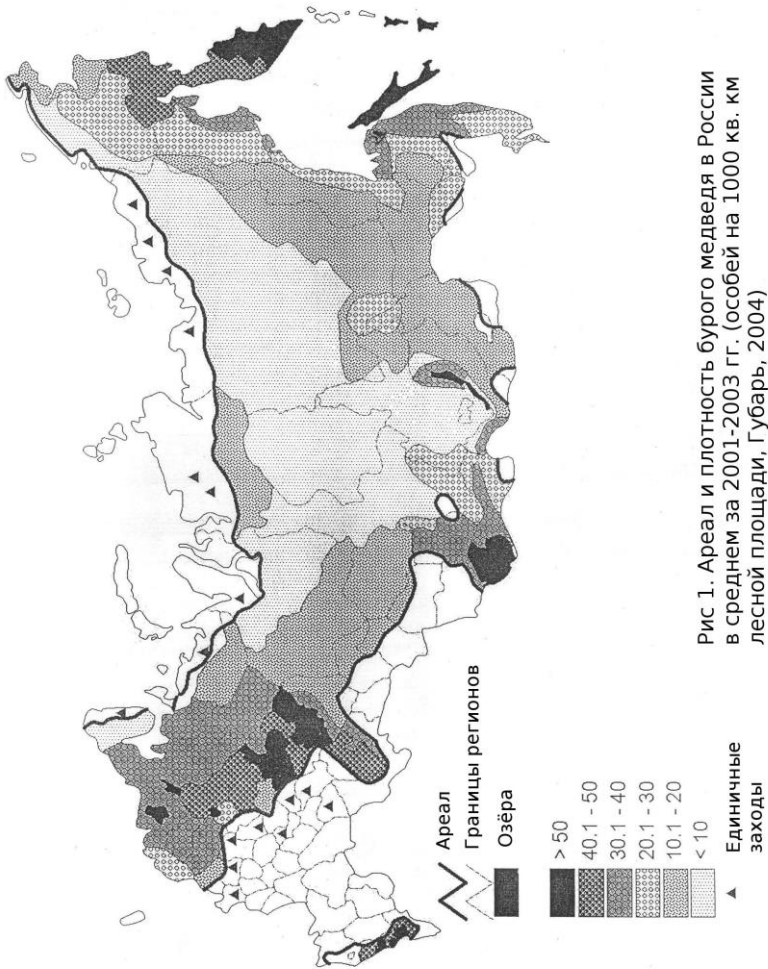 Ареал
Границы регионов
Озёра
> 50
40.1 - 50
30.1 - 40
20.1 - 30
10.1 - 20
< 10
Единичные
заходы
Рис 1. Ареал и плотность бурого медведя в России
в среднем за 2001-2003 гг. (особей на 1000 кв. км
лесной площади, Губарь, 2004)